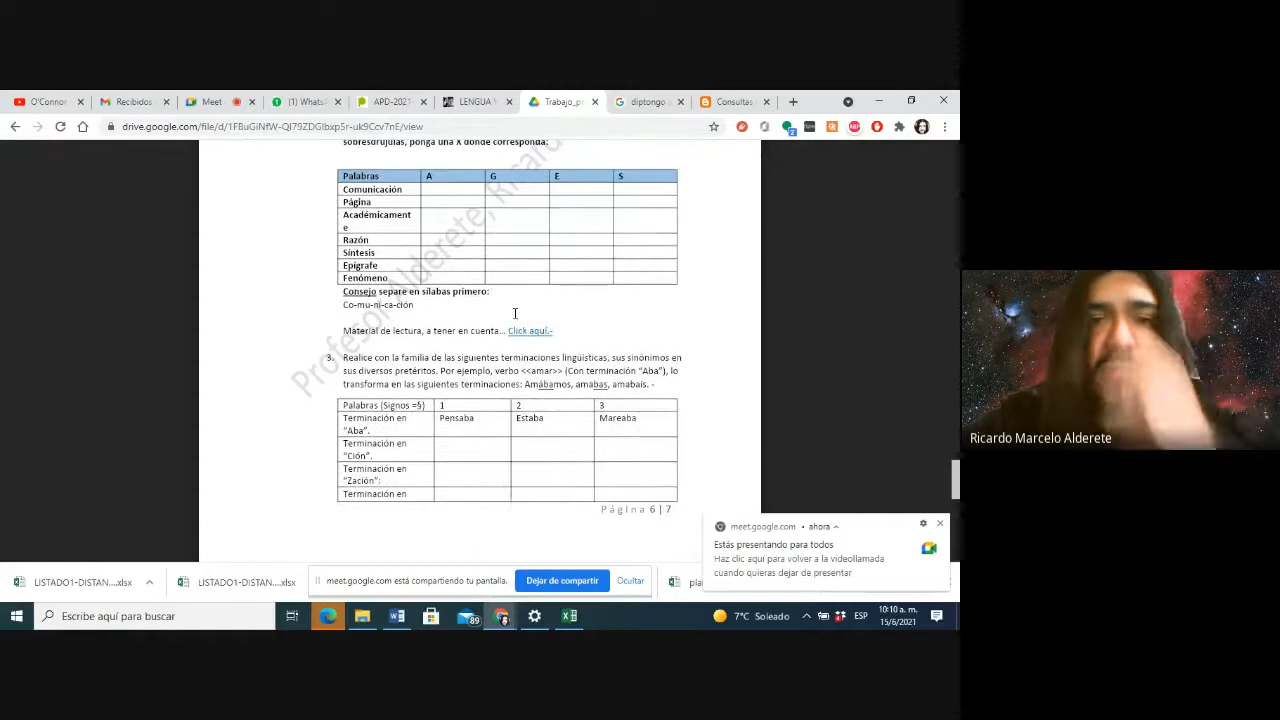 O'Connor
Recibidos
Meet
(1) Whats
APD-2021
LENGUA
Trabajo_pr
diptongo
Consultas
drive.google.com/file/d/1FBuGiNfW-QI79ZDGlbxp5r-uk9Ccv7nE/view
sobresdrújulas, ponga una X donde corresponda:
Palabras A G E S
Comunicación
Página
Académicament
e
Razón
Síntesis
Epígrafe
Fenómeno
Consejo separe en sílabas primero:
Co-mu-ni-ca-ción
Material de lectura, a tener en cuenta... Click aquí.-
3. Realice con la familia de las siguientes terminaciones lingüísticas, sus sinónimos en
sus diversos pretéritos. Por ejemplo, verbo <<amar>> (Con terminación "Aba"), lo
transforma en las siguientes terminaciones: Amábamos, amabas, amabais. -
Palabras (Signos =§) 1 2 3
Terminación en Pensaba Estaba Mareaba
"Aba".
Terminación en
"Ción".
Terminación en
"Zación":
Terminación en
Página 6|7
Profesor Alderete, Ricard
meet.google.com • ahora
Estás presentando para todos
Haz clic aquí para volver a la videollamada
cuando quieras dejar de presentar
LISTADO1-DISTAN....xlsx
LISTADO1-DISTAN....xlsx
meet.google.com está compartiendo tu pantalla.
Dejar de compartir
Ocultar
Escribe aquí para buscar
89
7°C Soleado
ESP
10:10 a. m.
15/6/2021
Ricardo Marcelo Alderete